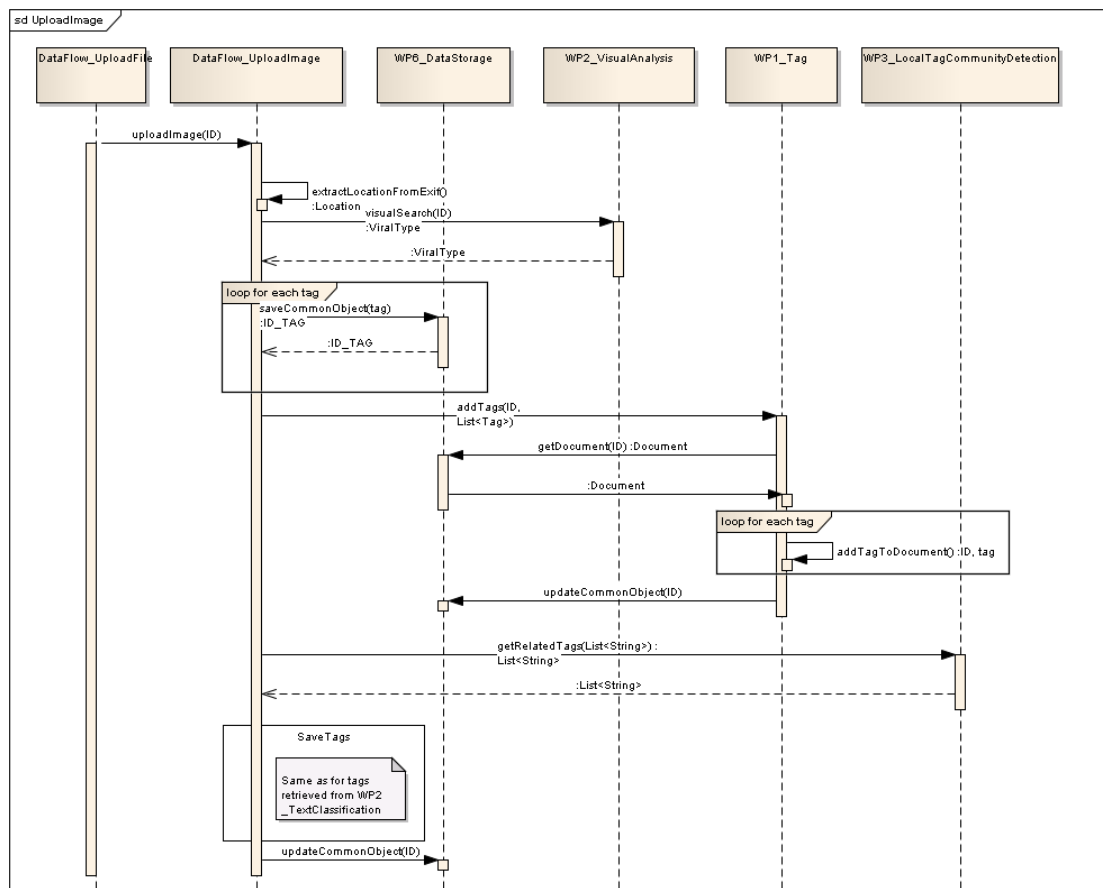 sd UploadImage
DataFlow_UploadFile
DataFlow_UploadImage
WP6_DataStorage
WP2_VisualAnalysis
WP1_Tag
WP3_LocalTagCommunityDetection
uploadImage(ID)
extractLocationFromExif()
:Location
visualSearch(ID)
:ViralType
:ViralType
loop for each tag
saveCommonObject(tag)
:ID_TAG
:ID_TAG
addTags(ID,
List<Tag>)
getDocument(ID) :Document
:Document
loop for each tag
addTagToDocument() :ID, tag
updateCommonObject(ID)
getRelatedTags(List<String>) :
List<String>
:List<String>
SaveTags
Same as for tags
retrieved from WP2
_TextClassification
updateCommonObject(ID)